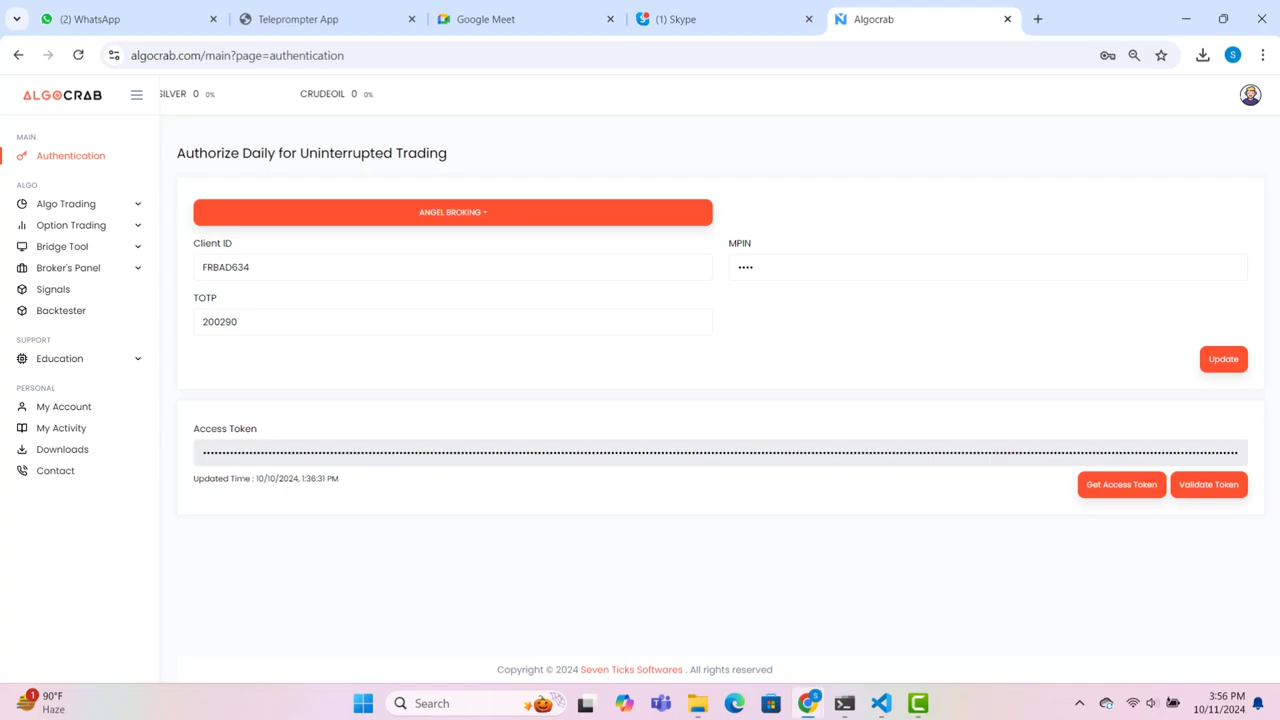 (2) WhatsApp
Teleprompter App
Google Meet
(1) Skype
Algocrab
algocrab.com/main?page=authentication
S
ALGOCRAB
SILVER 0 0%
CRUDEOIL 0 0%
MAIN
Authentication
ALGO
Algo Trading
Option Trading
Bridge Tool
Broker's Panel
Signals
Backtester
SUPPORT
Education
PERSONAL
My Account
My Activity
Downloads
Contact
Authorize Daily for Uninterrupted Trading
ANGEL BROKING
Client ID
FRBAD634
MPIN
••••
TOTP
200290
Update
Access Token
Updated Time : 10/10/2024, 1:36:31 PM
Get Access Token
Validate Token
Copyright © 2024 Seven Ticks Softwares . All rights reserved
1
90°F
Haze
Search
S
3:56 PM
10/11/2024